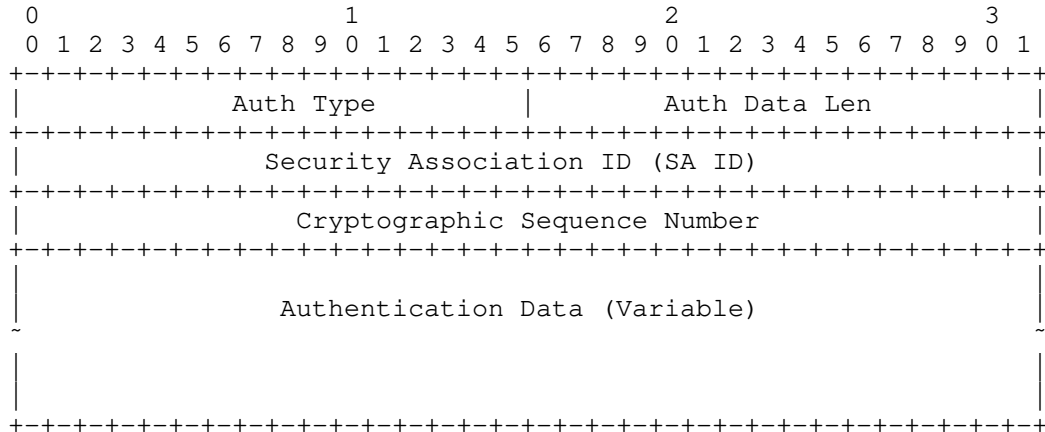 0                   1                   2                   3
 0 1 2 3 4 5 6 7 8 9 0 1 2 3 4 5 6 7 8 9 0 1 2 3 4 5 6 7 8 9 0 1
+-+-+-+-+-+-+-+-+-+-+-+-+-+-+-+-+-+-+-+-+-+-+-+-+-+-+-+-+-+-+-+-+
|           Auth Type           |         Auth Data Len         |
+-+-+-+-+-+-+-+-+-+-+-+-+-+-+-+-+-+-+-+-+-+-+-+-+-+-+-+-+-+-+-+-+
|               Security Association ID (SA ID)                 |
+-+-+-+-+-+-+-+-+-+-+-+-+-+-+-+-+-+-+-+-+-+-+-+-+-+-+-+-+-+-+-+-+
|                 Cryptographic Sequence Number                 |
+-+-+-+-+-+-+-+-+-+-+-+-+-+-+-+-+-+-+-+-+-+-+-+-+-+-+-+-+-+-+-+-+
|                                                               |
|                Authentication Data (Variable)                 |
~                                                               ~
|                                                               |
|                                                               |
+-+-+-+-+-+-+-+-+-+-+-+-+-+-+-+-+-+-+-+-+-+-+-+-+-+-+-+-+-+-+-+-+